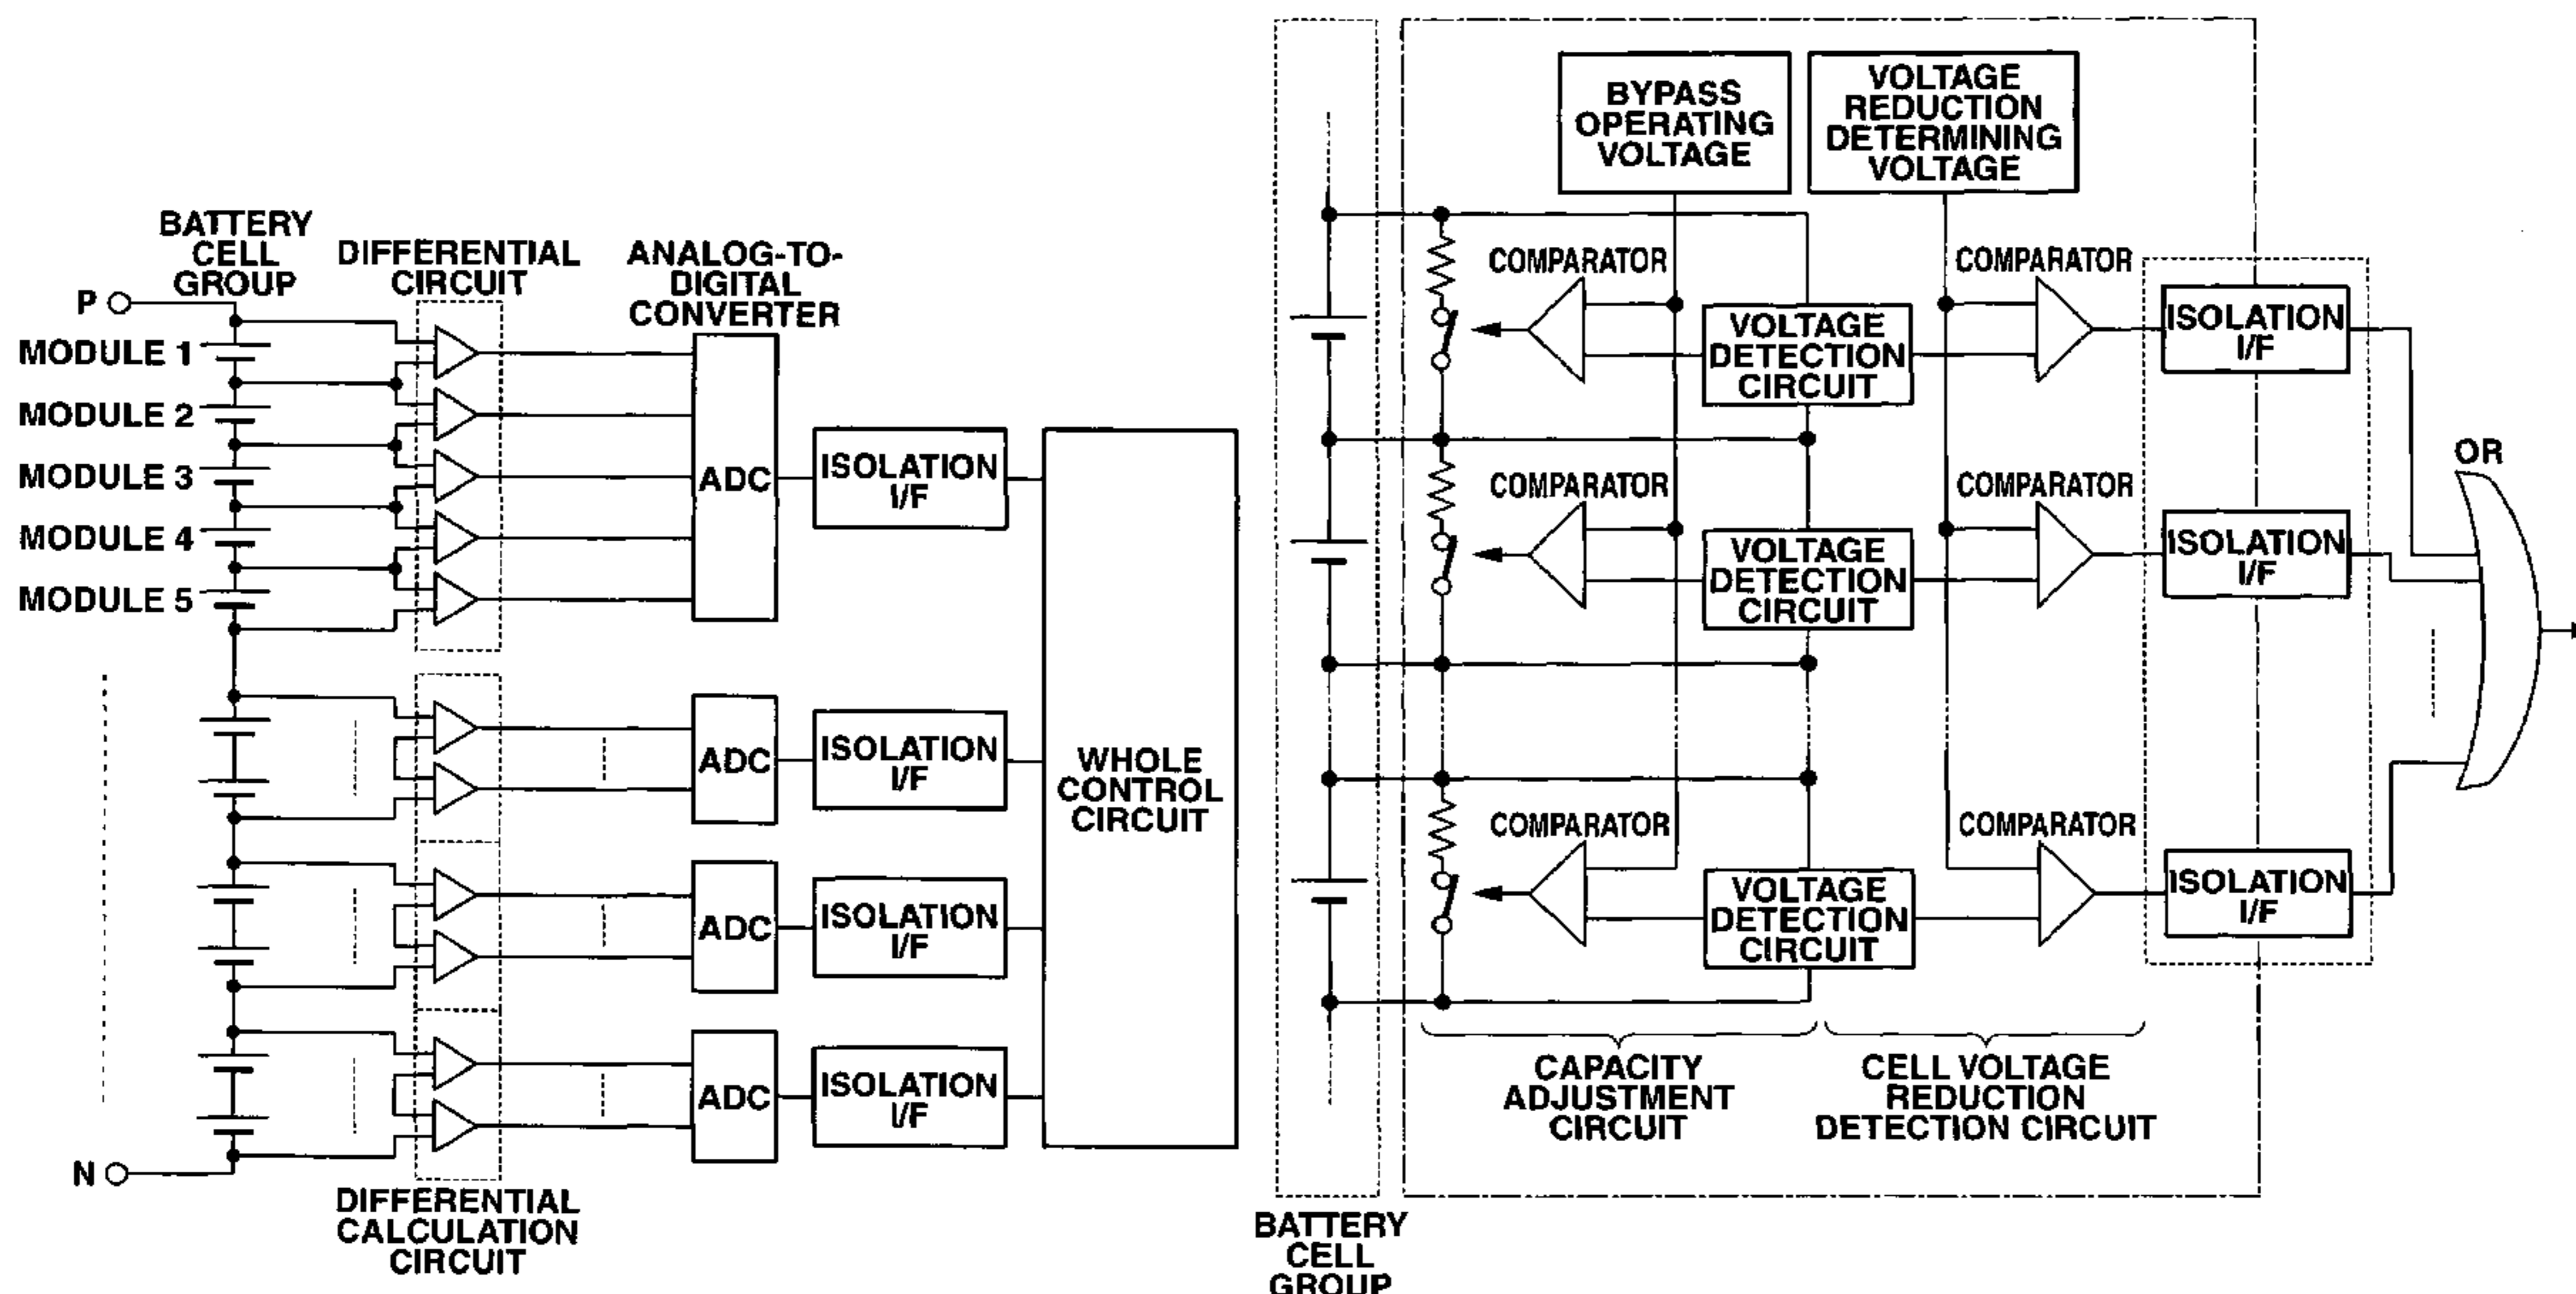 BATTERY
CELL
GROUP
DIFFERENTIAL
CIRCUIT
ANALOG-TO-
DIGITAL
CONVERTER
P
MODULE 1
MODULE 2
MODULE 3
MODULE 4
MODULE 5
ADC
ISOLATION
I/F
ADC
ISOLATION
I/F
ADC
ISOLATION
I/F
ADC
ISOLATION
I/F
WHOLE
CONTROL
CIRCUIT
N
DIFFERENTIAL
CALCULATION
CIRCUIT
BYPASS
OPERATING
VOLTAGE
VOLTAGE
REDUCTION
DETERMINING
VOLTAGE
COMPARATOR
VOLTAGE
DETECTION
CIRCUIT
COMPARATOR
ISOLATION
I/F
COMPARATOR
VOLTAGE
DETECTION
CIRCUIT
COMPARATOR
ISOLATION
I/F
OR
COMPARATOR
VOLTAGE
DETECTION
CIRCUIT
COMPARATOR
ISOLATION
I/F
CAPACITY
ADJUSTMENT
CIRCUIT
CELL VOLTAGE
REDUCTION
DETECTION CIRCUIT
BATTERY
CELL
GROUP